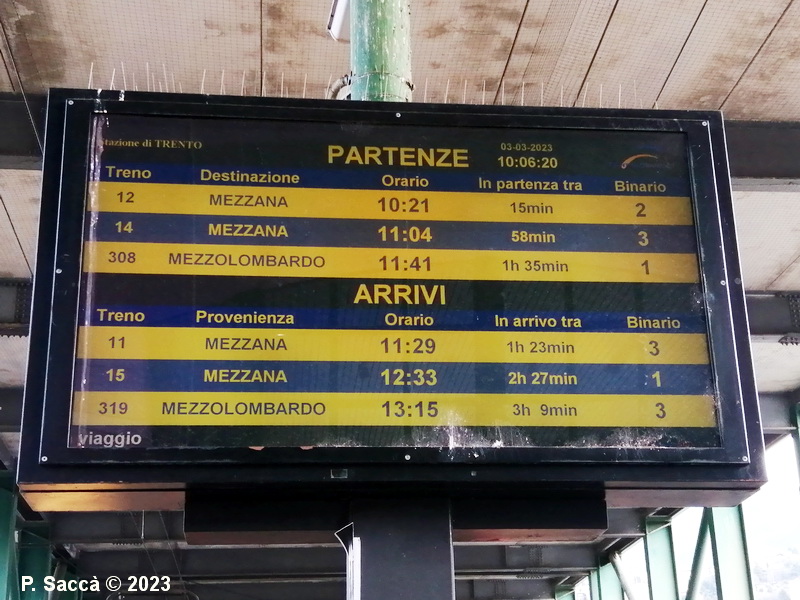 stazione di TRENTO
PARTENZE
03-03-2023
10:06:20
Treno Destinazione Orario In partenza tra Binario
12 MEZZANA 10:21 15min 2
14 MEZZANA 11:04 58min 3
308 MEZZOLOMBARDO 11:41 1h 35min 1
ARRIVI
Treno Provenienza Orario In arrivo tra Binario
11 MEZZANA 11:29 1h 23min 3
15 MEZZANA 12:33 2h 27min 1
319 MEZZOLOMBARDO 13:15 3h 9min 3
viaggio
P. Saccà © 2023